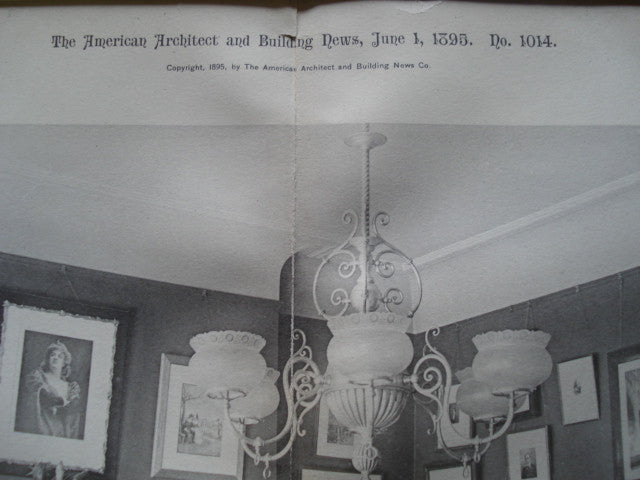 The American Architect and Building News, June 1, 1895. No. 1014.
Copyright, 1895, by The American Architect and Building News Co.